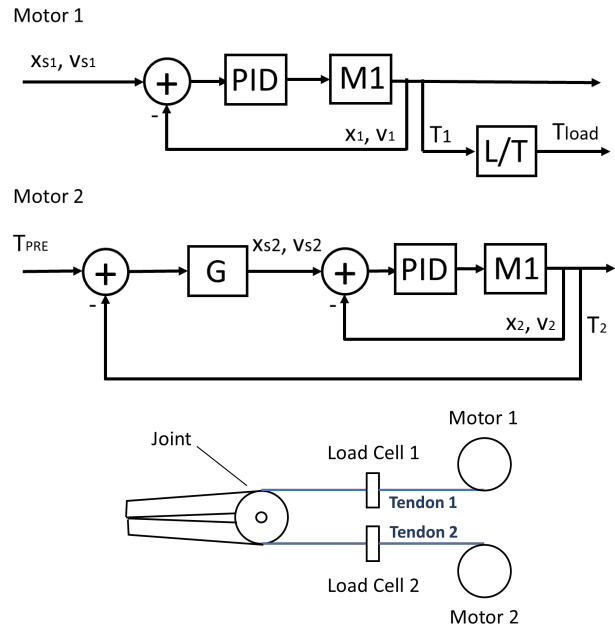 Motor 1
xS1, vS1
+
-
PID
M1
x1, v1
T1
L/T
Tload
Motor 2
TPRE
+
-
G
xS2, vS2
+
-
PID
M1
x2, v2
T2
Joint
Load Cell 1
Motor 1
Tendon 1
Tendon 2
Load Cell 2
Motor 2